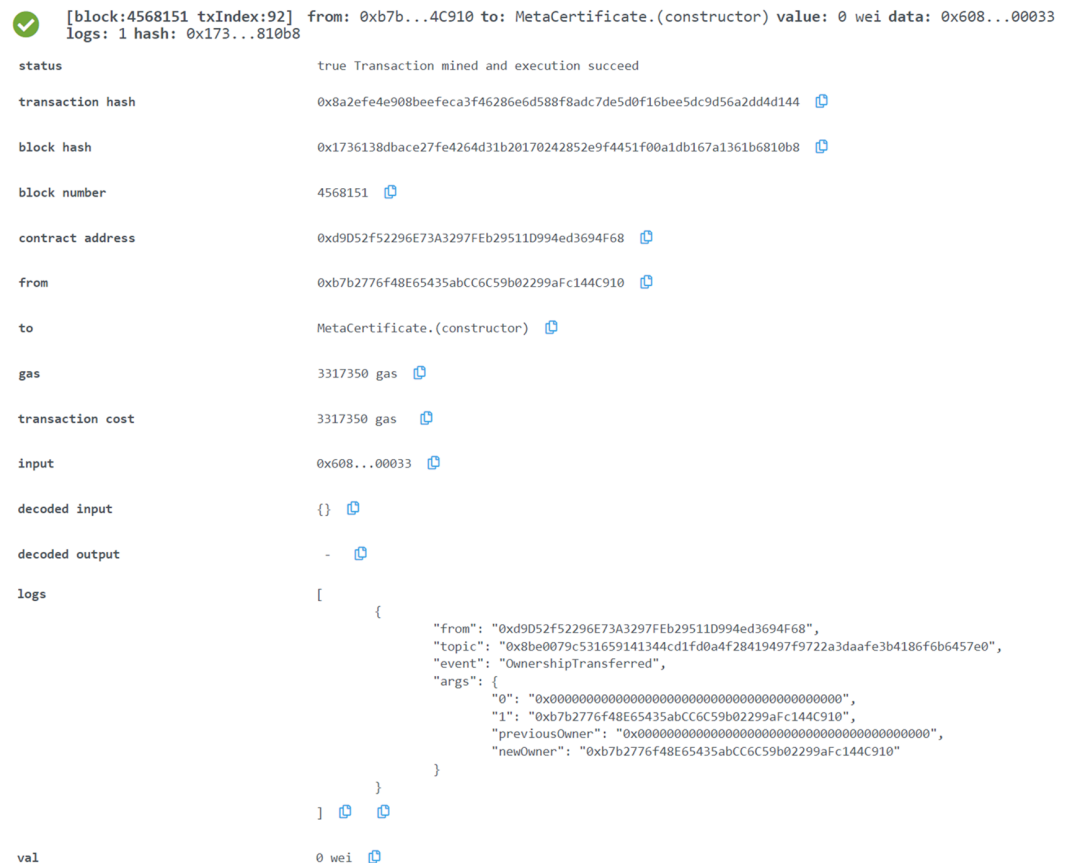 [block:4568151 txIndex:92] from: 0xb7b...4C910 to: MetaCertificate.(constructor) value: 0 wei data: 0x608...00033
logs: 1 hash: 0x173...810b8
status true Transaction mined and execution succeed
transaction hash 0x8a2efe4e908beefeca3f46286e6d588f8adc7de5d0f16bee5dc9d56a2dd4d144
block hash 0x1736138dbace27fe4264d31b20170242852e9f4451f00a1db167a1361b6810b8
block number 4568151
contract address 0xd9D52f52296E73A3297FEb29511D994ed3694F68
from 0xb7b2776f48E65435abCC6C59b02299aFc144C910
to MetaCertificate.(constructor)
gas 3317350 gas
transaction cost 3317350 gas
input 0x608...00033
decoded input {}
decoded output -
logs [
{
"from": "0xd9D52f52296E73A3297FEb29511D994ed3694F68",
"topic": "0x8be0079c531659141344cd1fd0a4f28419497f9722a3daafe3b4186f6b6457e0",
"event": "OwnershipTransferred",
"args": {
"0": "0x0000000000000000000000000000000000000000",
"1": "0xb7b2776f48E65435abCC6C59b02299aFc144C910",
"previousOwner": "0x0000000000000000000000000000000000000000",
"newOwner": "0xb7b2776f48E65435abCC6C59b02299aFc144C910"
}
}
]
val 0 wei